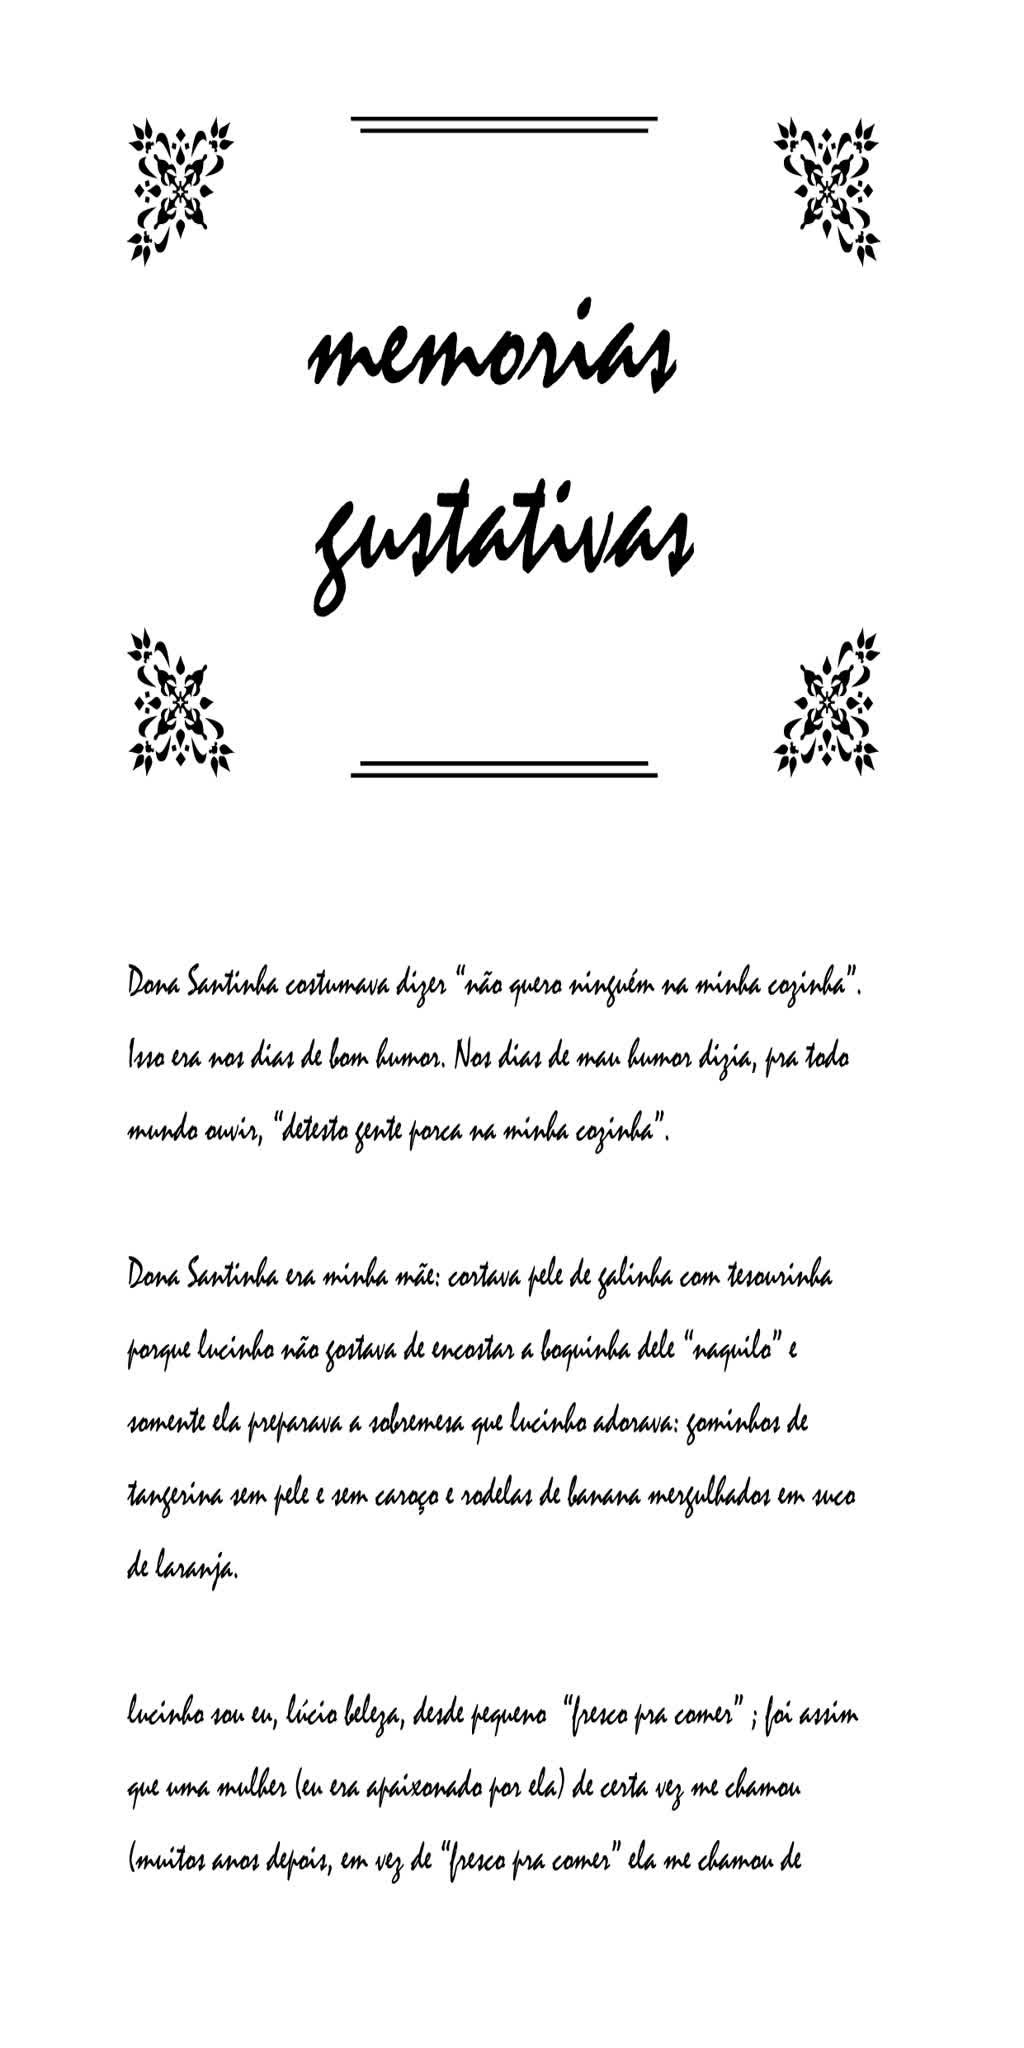 memorias
gustativas
Dona Santinha costumava dizer “não quero ninguém na minha cozinha”.
Isso era nos dias de bom humor. Nos dias de mau humor dizia, pra todo
mundo ouvir, “detesto gente porca na minha cozinha”.
Dona Santinha era minha mãe: cortava pele de galinha com tesourinha
porque lucinho não gostava de encostar a boquinha dele “naquilo” e
somente ela preparava a sobremesa que lucinho adorava: gominhos de
tangerina sem pele e sem caroço e rodelas de banana mergulhados em suco
de laranja.
lucinho sou eu, lúcio beleza, desde pequeno “fresco pra comer” ; foi assim
que uma mulher (eu era apaixonado por ela) de certa vez me chamou
(muitos anos depois, em vez de “fresco pra comer” ela me chamou de